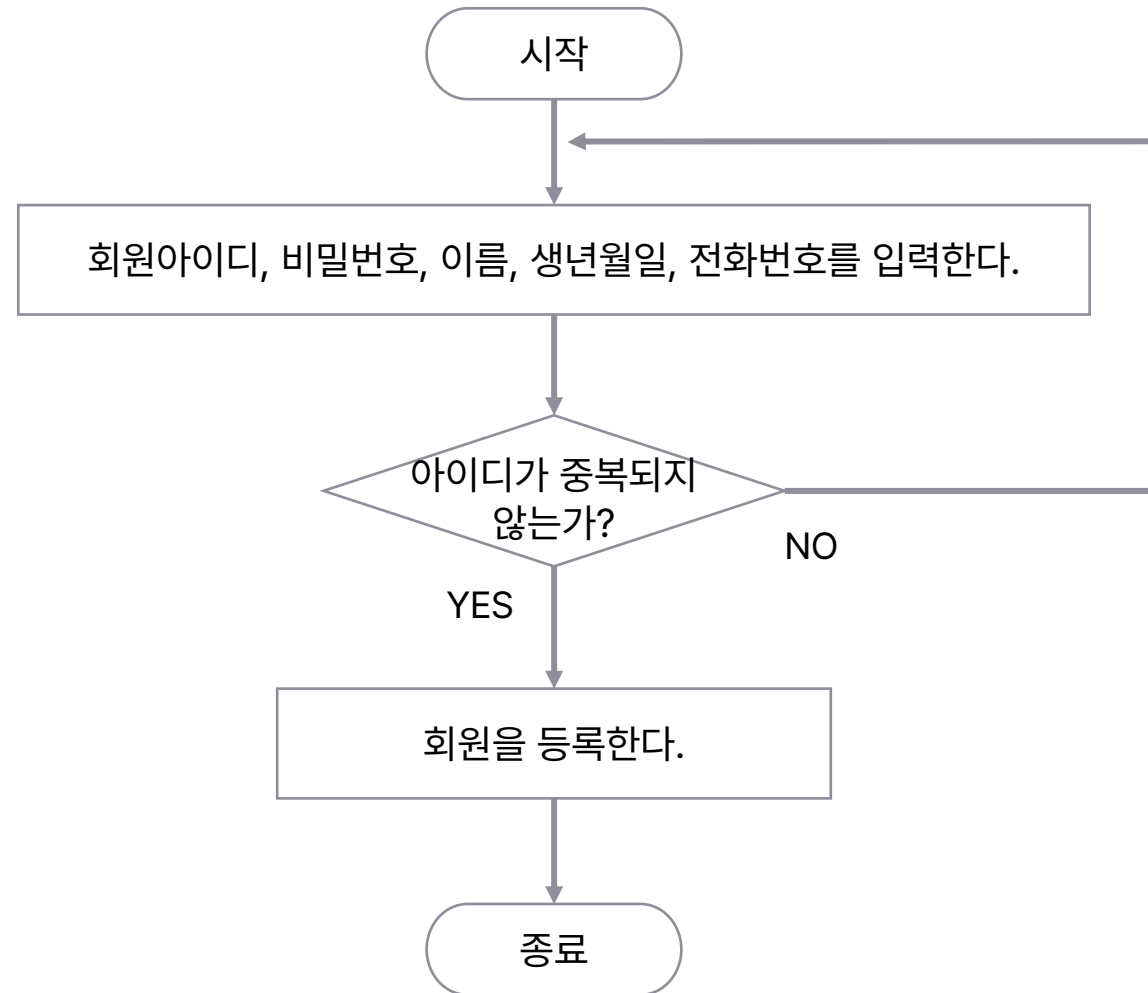 시작
회원아이디, 비밀번호, 이름, 생년월일, 전화번호를 입력한다.
아이디가 중복되지
않는가?
NO
YES
회원을 등록한다.
종료